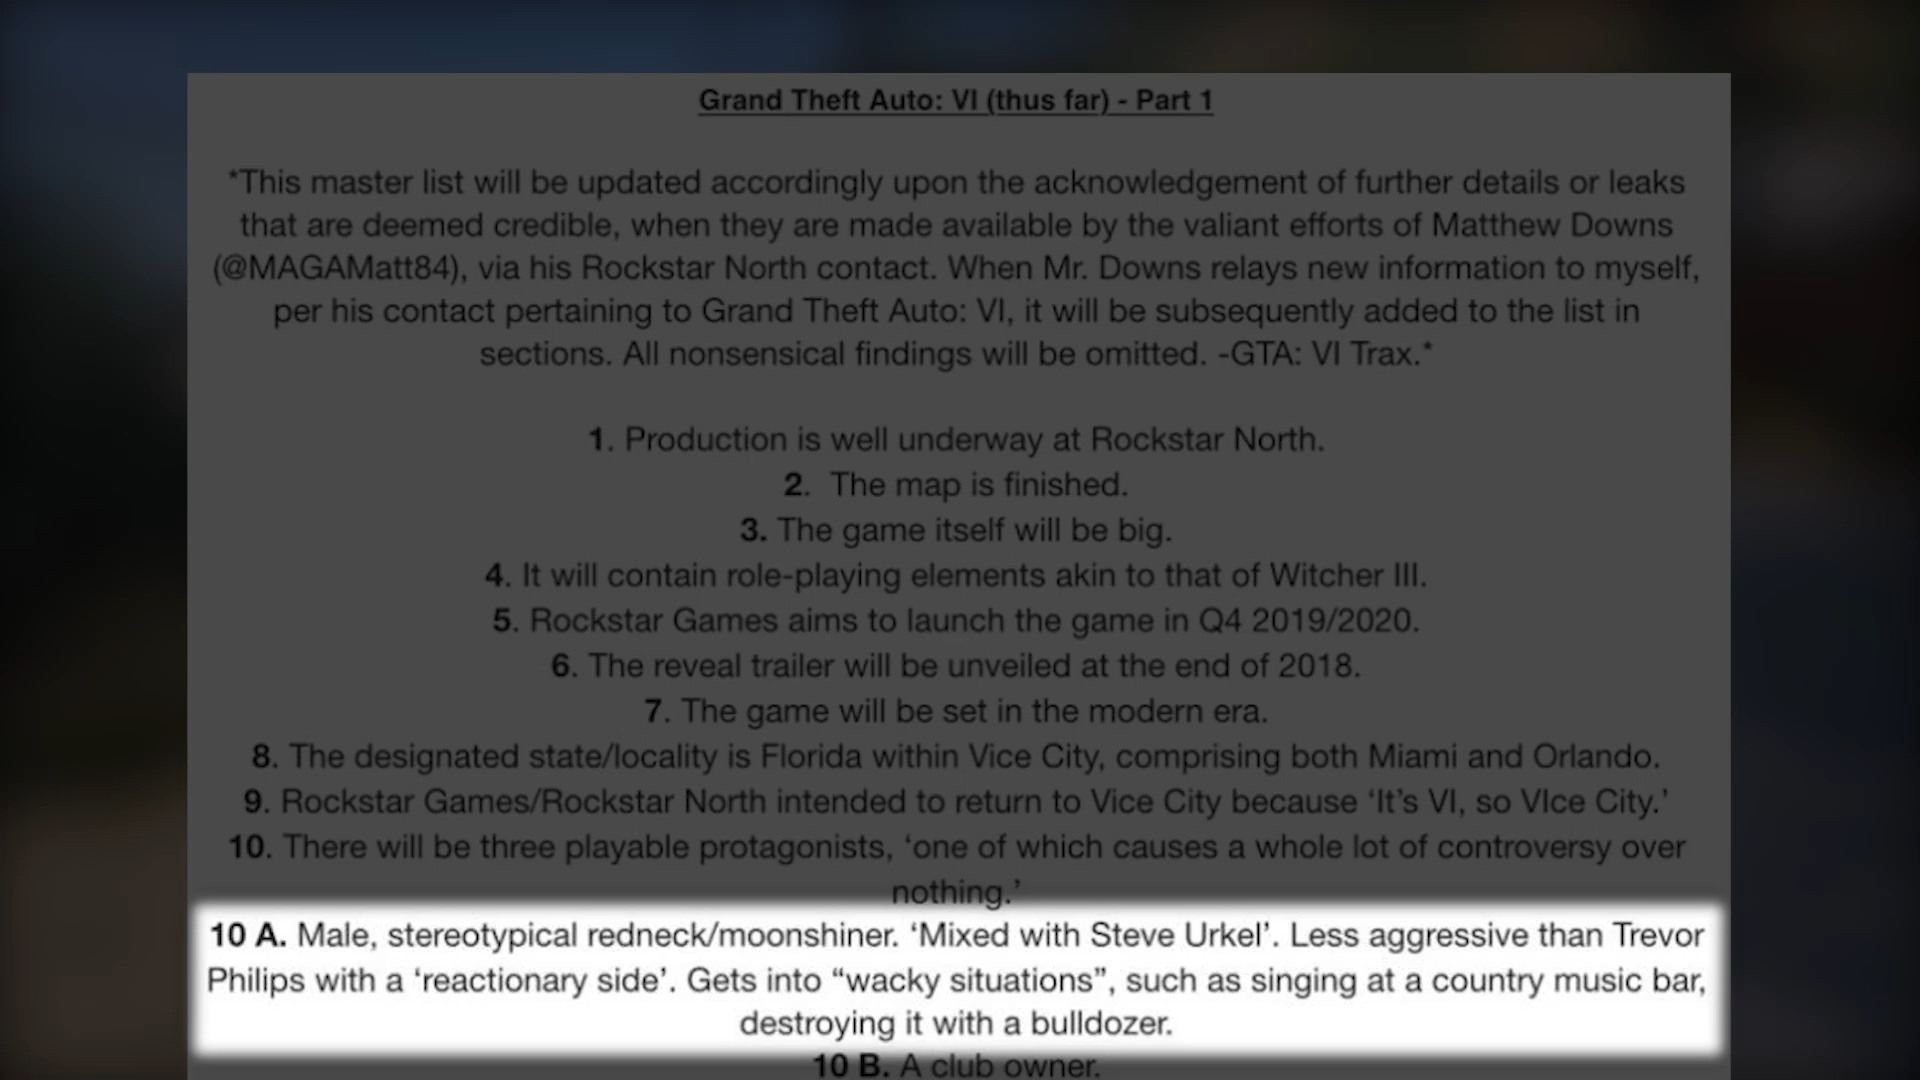 Grand Theft Auto: VI (thus far) - Part 1
*This master list will be updated accordingly upon the acknowledgement of further details or leaks
that are deemed credible, when they are made available by the valiant efforts of Matthew Downs
(@MAGAMatt84), via his Rockstar North contact. When Mr. Downs relays new information to myself,
per his contact pertaining to Grand Theft Auto: VI, it will be subsequently added to the list in
sections. All nonsensical findings will be omitted. -GTA: VI Trax.*
1. Production is well underway at Rockstar North.
2. The map is finished.
3. The game itself will be big.
4. It will contain role-playing elements akin to that of Witcher III.
5. Rockstar Games aims to launch the game in Q4 2019/2020.
6. The reveal trailer will be unveiled at the end of 2018.
7. The game will be set in the modern era.
8. The designated state/locality is Florida within Vice City, comprising both Miami and Orlando.
9. Rockstar Games/Rockstar North intended to return to Vice City because ‘It’s VI, so VIce City.’
10. There will be three playable protagonists, ‘one of which causes a whole lot of controversy over
nothing.’
10 A. Male, stereotypical redneck/moonshiner. ‘Mixed with Steve Urkel’. Less aggressive than Trevor
Philips with a ‘reactionary side’. Gets into “wacky situations”, such as singing at a country music bar,
destroying it with a bulldozer.
10 B. A club owner.